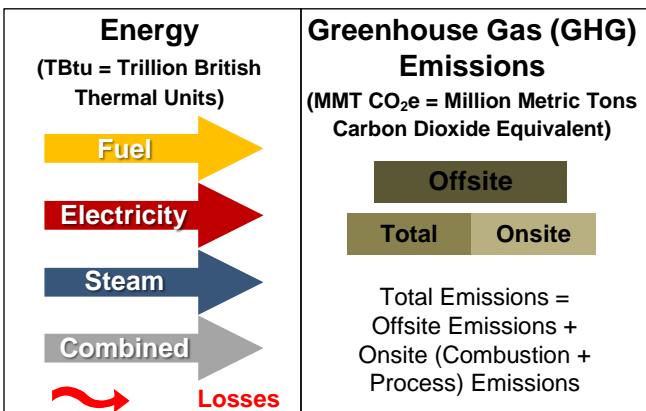 Energy
(TBtu = Trillion British
Thermal Units)
Fuel
Electricity
Steam
Combined
Losses
Greenhouse Gas (GHG)
Emissions
(MMT CO₂e = Million Metric Tons
Carbon Dioxide Equivalent)
Offsite
Total
Onsite
Total Emissions =
Offsite Emissions +
Onsite (Combustion +
Process) Emissions